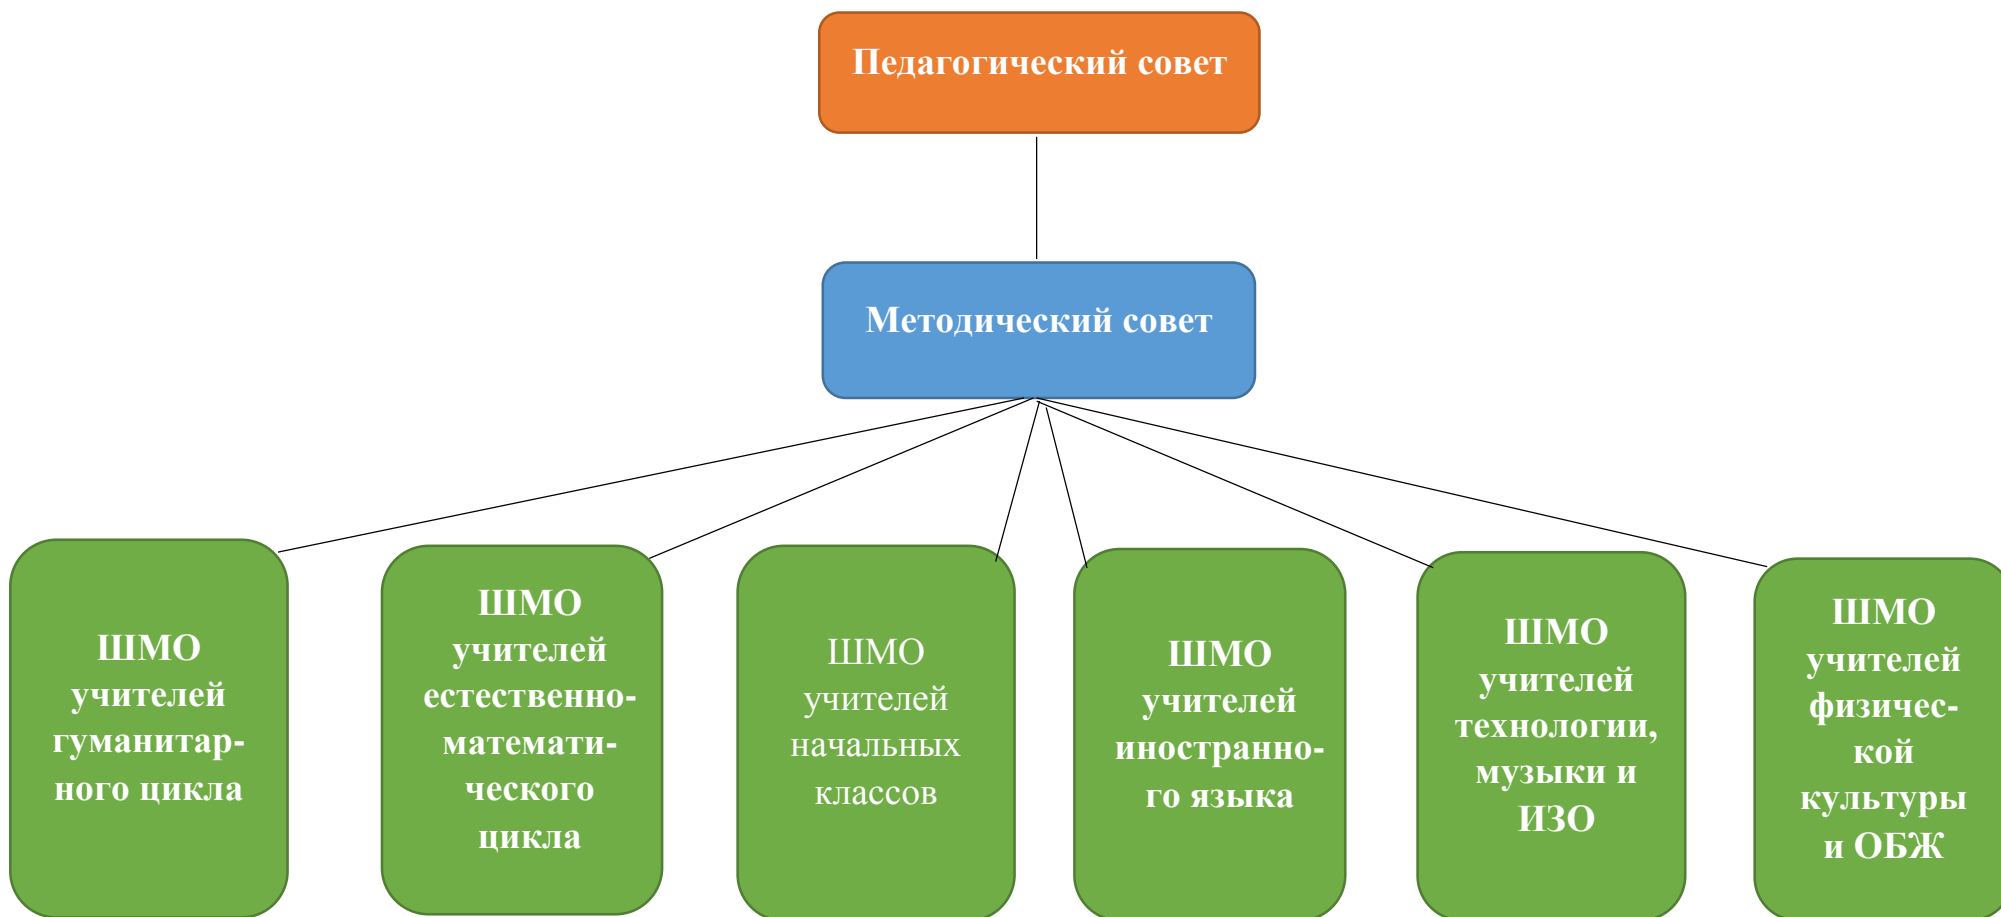 Педагогический совет
Методический совет
ШМО
учителей
гуманитар-
ного цикла
ШМО
учителей
естественно-
математи-
ческого
цикла
ШМО
учителей
начальных
классов
ШМО
учителей
иностранно-
го языка
ШМО
учителей
технологии,
музыки и
ИЗО
ШМО
учителей
физичес-
кой
культуры
и ОБЖ